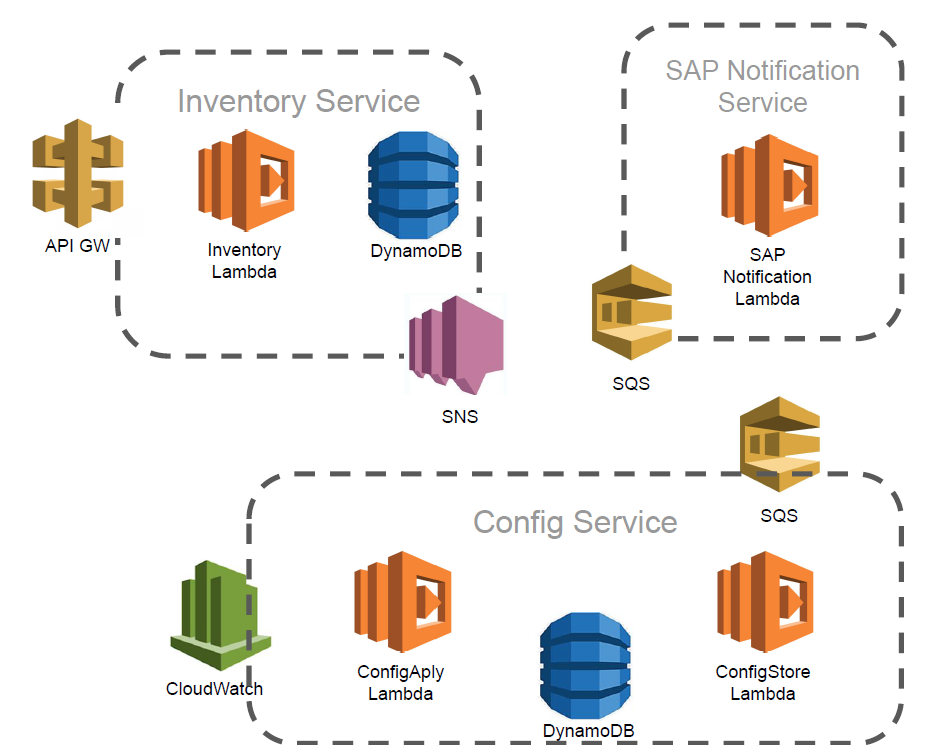 Inventory Service
API GW
Inventory
Lambda
DynamoDB
SNS
SAP Notification
Service
SAP
Notification
Lambda
SQS
SQS
Config Service
CloudWatch
ConfigAply
Lambda
DynamoDB
ConfigStore
Lambda